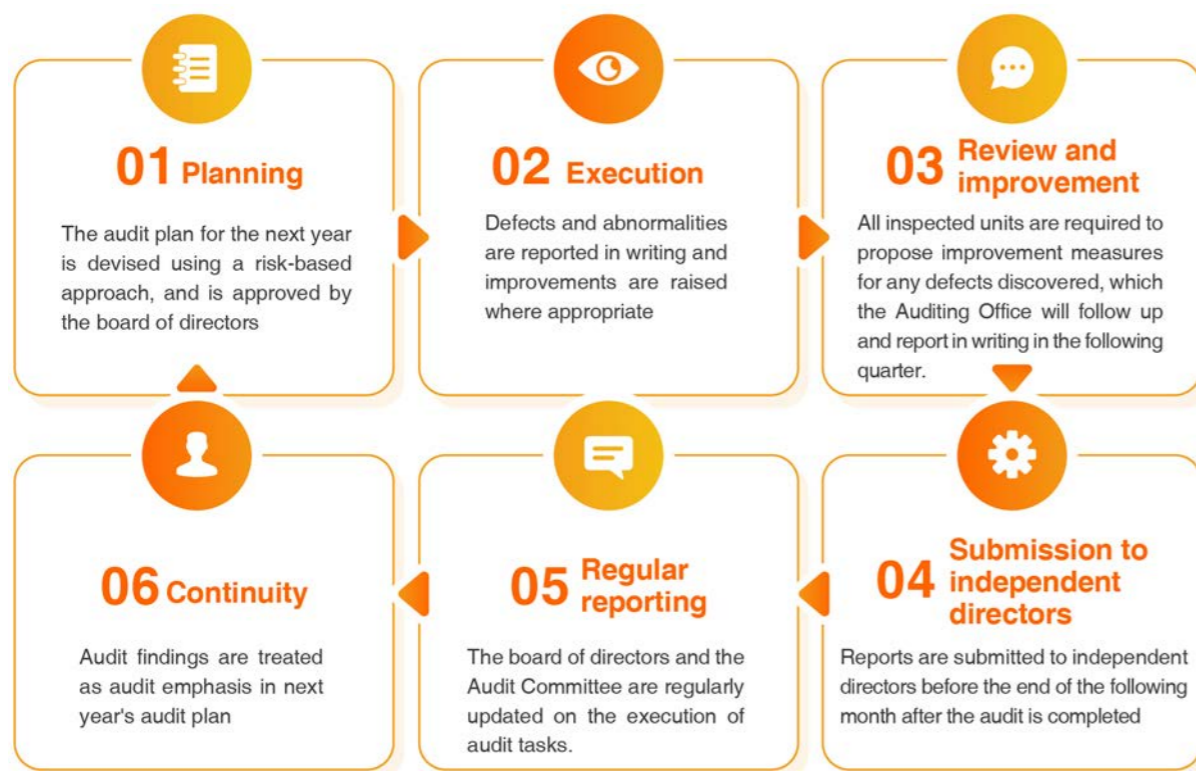 01 Planning
The audit plan for the next year
is devised using a risk-based
approach, and is approved by
the board of directors
02 Execution
Defects and abnormalities
are reported in writing and
improvements are raised
where appropriate
03 Review and
improvement
All inspected units are required to
propose improvement measures
for any defects discovered, which
the Auditing Office will follow up
and report in writing in the following
quarter.
04 Submission to
independent
directors
Reports are submitted to independent
directors before the end of the following
month after the audit is completed
05 Regular
reporting
The board of directors and the
Audit Committee are regularly
updated on the execution of
audit tasks.
06 Continuity
Audit findings are treated
as audit emphasis in next
year's audit plan